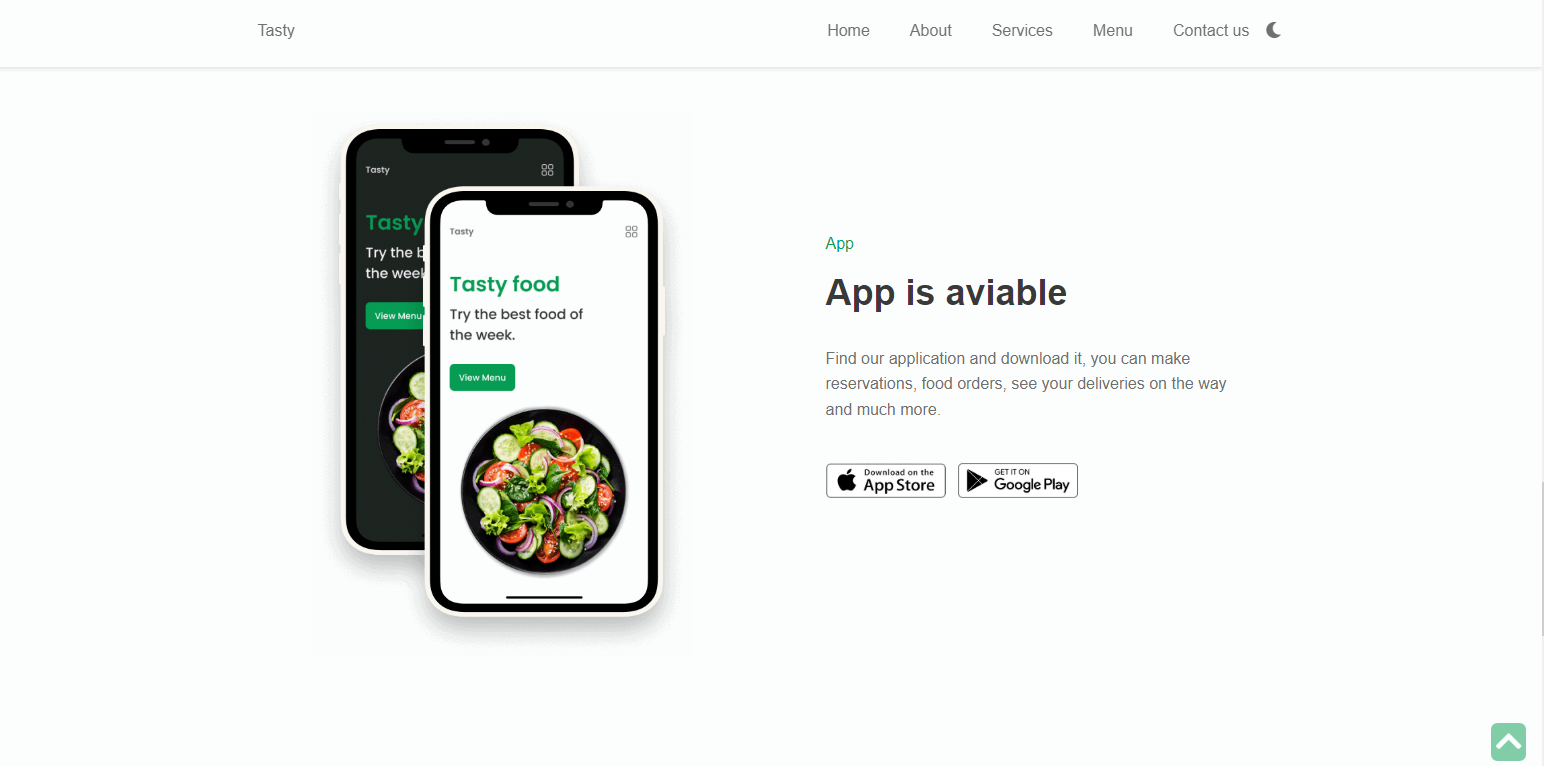 Tasty
Home About Services Menu Contact us
Tasty
Tasty
Try the b
the week
View Menu
Tasty
Tasty food
Try the best food of
the week.
View Menu
App
App is aviable
Find our application and download it, you can make
reservations, food orders, see your deliveries on the way
and much more.
Download on the
App Store
GET IT ON
Google Play